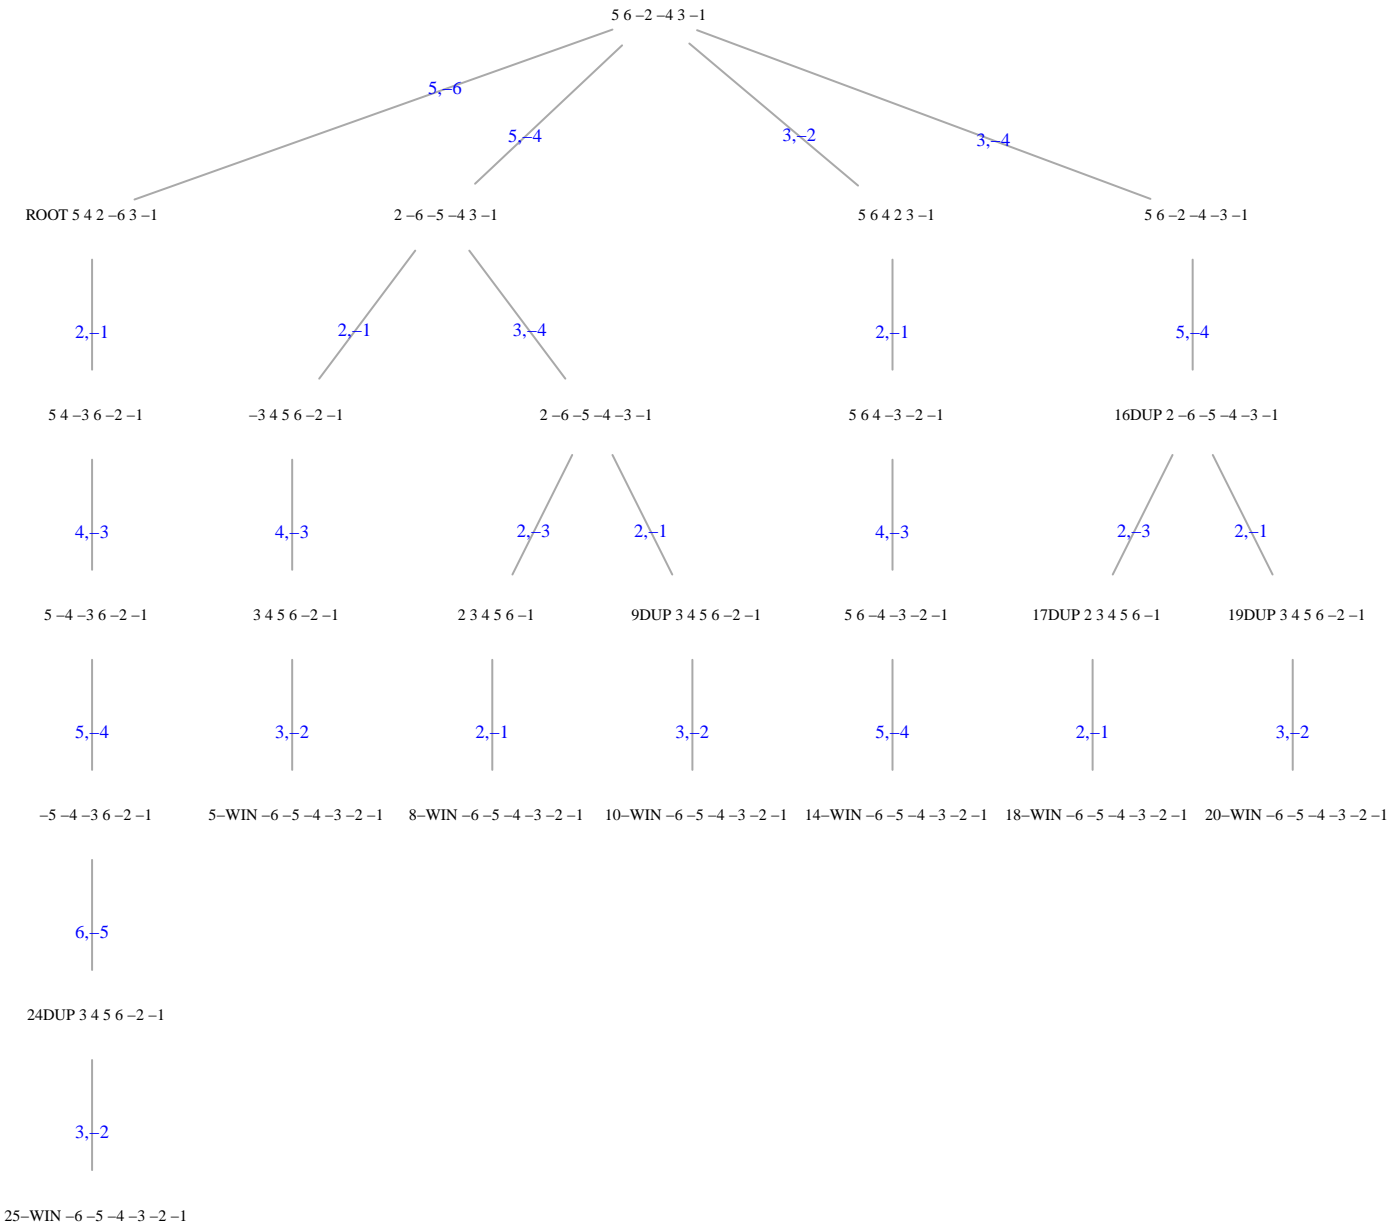 5 6 –2 –4 3 –1
5,–6
5,–4
3,–2
3,–4
ROOT 5 4 2 –6 3 –1
2 –6 –5 –4 3 –1
5 6 4 2 3 –1
5 6 –2 –4 –3 –1
2,–1
2,–1
3,–4
2,–1
5,–4
5 4 –3 6 –2 –1
–3 4 5 6 –2 –1
2 –6 –5 –4 –3 –1
5 6 4 –3 –2 –1
16DUP 2 –6 –5 –4 –3 –1
4,–3
4,–3
2,–3
2,–1
4,–3
2,–3
2,–1
5 –4 –3 6 –2 –1
3 4 5 6 –2 –1
2 3 4 5 6 –1
9DUP 3 4 5 6 –2 –1
5 6 –4 –3 –2 –1
17DUP 2 3 4 5 6 –1
19DUP 3 4 5 6 –2 –1
5,–4
3,–2
2,–1
3,–2
5,–4
2,–1
3,–2
–5 –4 –3 6 –2 –1
5–WIN –6 –5 –4 –3 –2 –1
8–WIN –6 –5 –4 –3 –2 –1
10–WIN –6 –5 –4 –3 –2 –1
14–WIN –6 –5 –4 –3 –2 –1
18–WIN –6 –5 –4 –3 –2 –1
20–WIN –6 –5 –4 –3 –2 –1
6,–5
24DUP 3 4 5 6 –2 –1
3,–2
25–WIN –6 –5 –4 –3 –2 –1